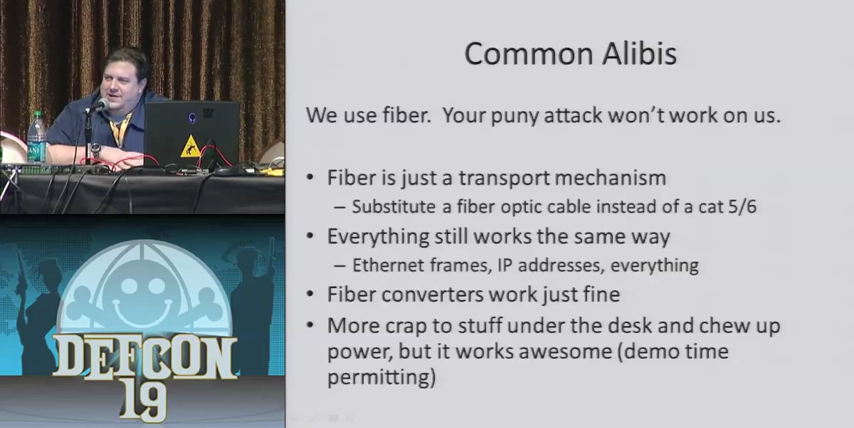 Common Alibis
We use fiber. Your puny attack won't work on us.
• Fiber is just a transport mechanism
– Substitute a fiber optic cable instead of a cat 5/6
• Everything still works the same way
– Ethernet frames, IP addresses, everything
• Fiber converters work just fine
• More crap to stuff under the desk and chew up
power, but it works awesome (demo time
permitting)
DEFCON
19